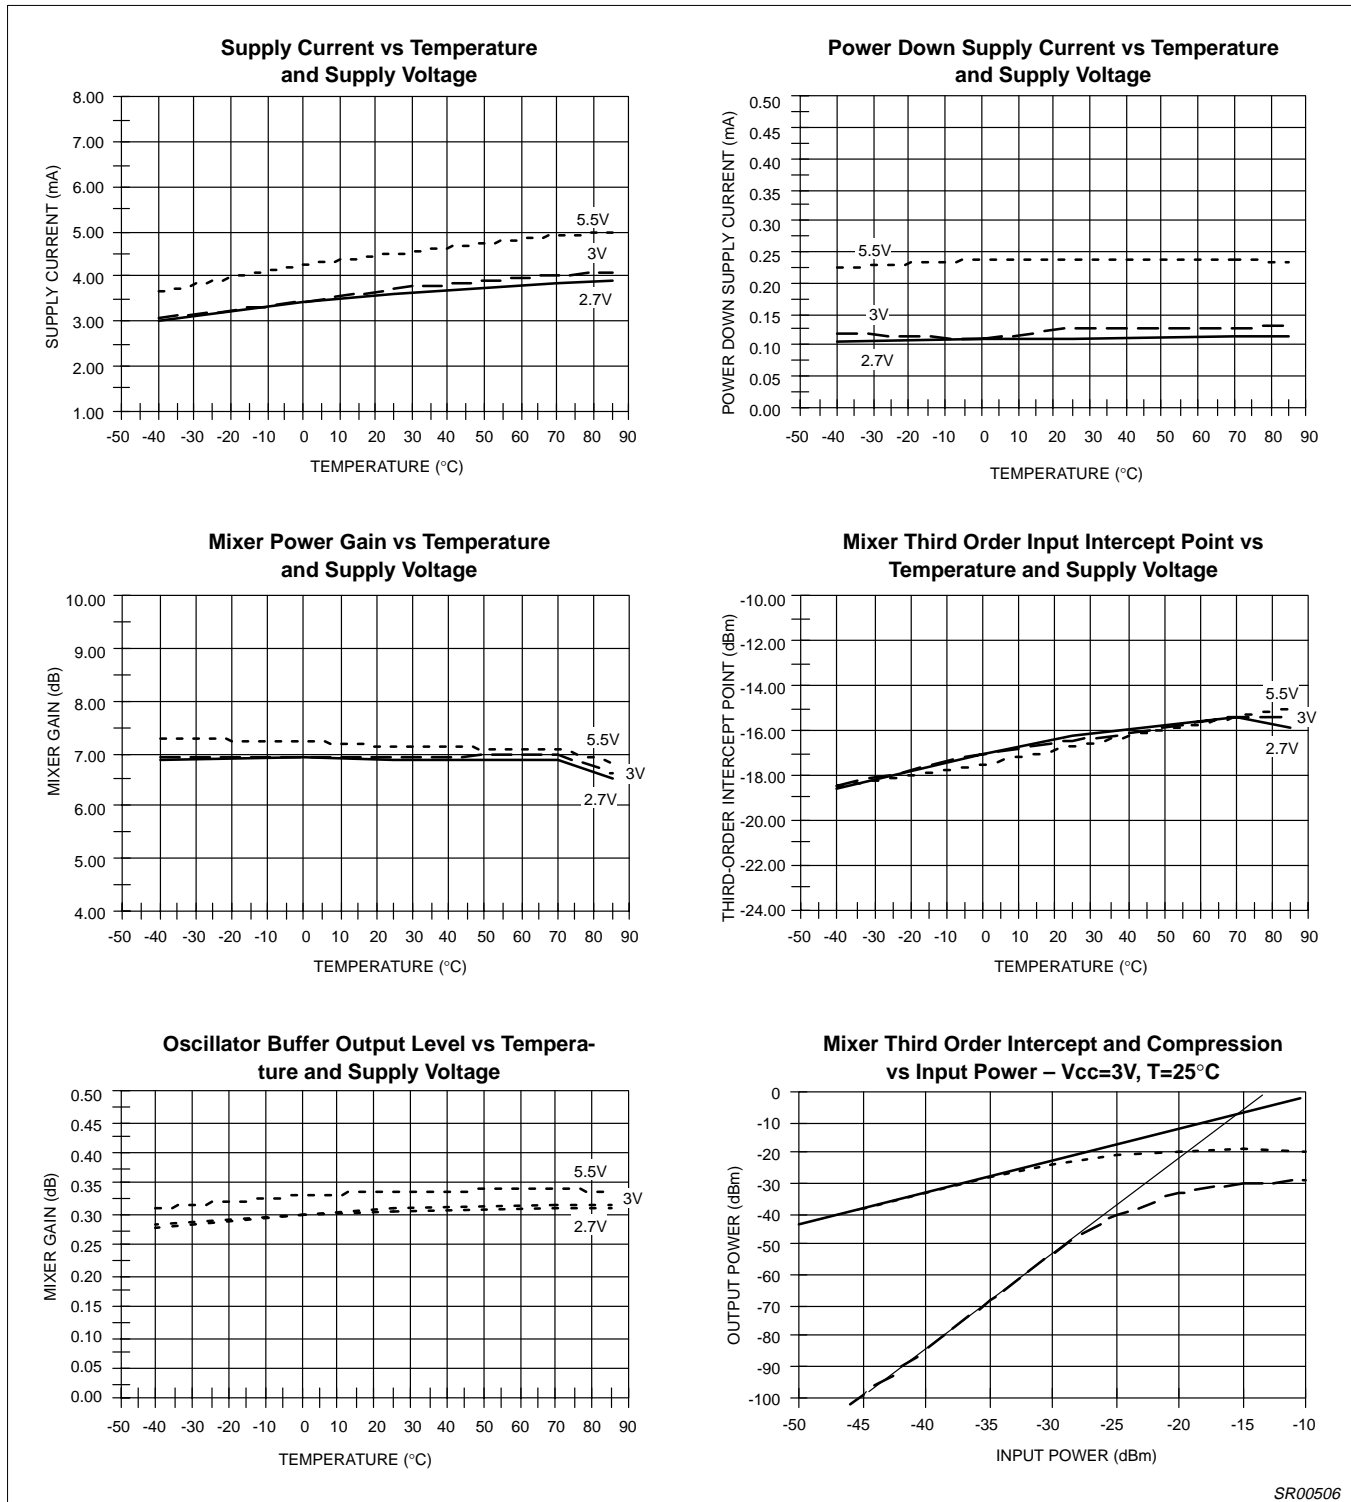 Supply Current vs Temperature
and Supply Voltage
8.00
7.00
6.00
5.00
4.00
3.00
2.00
1.00
SUPPLY CURRENT (mA)
5.5V
3V
2.7V
-50 -40 -30 -20 -10 0 10 20 30 40 50 60 70 80 90
TEMPERATURE (°C)
Power Down Supply Current vs Temperature
and Supply Voltage
0.50
0.45
0.40
0.35
0.30
0.25
0.20
0.15
0.10
0.05
0.00
POWER DOWN SUPPLY CURRENT (mA)
5.5V
3V
2.7V
-50 -40 -30 -20 -10 0 10 20 30 40 50 60 70 80 90
TEMPERATURE (°C)
Mixer Power Gain vs Temperature
and Supply Voltage
10.00
9.00
8.00
7.00
6.00
5.00
4.00
MIXER GAIN (dB)
5.5V
3V
2.7V
-50 -40 -30 -20 -10 0 10 20 30 40 50 60 70 80 90
TEMPERATURE (°C)
Mixer Third Order Input Intercept Point vs
Temperature and Supply Voltage
-10.00
-12.00
-14.00
-16.00
-18.00
-20.00
-22.00
-24.00
THIRD-ORDER INTERCEPT POINT (dBm)
5.5V
3V
2.7V
-50 -40 -30 -20 -10 0 10 20 30 40 50 60 70 80 90
TEMPERATURE (°C)
Oscillator Buffer Output Level vs Tempera-
ture and Supply Voltage
0.50
0.45
0.40
0.35
0.30
0.25
0.20
0.15
0.10
0.05
0.00
MIXER GAIN (dB)
5.5V
3V
2.7V
-50 -40 -30 -20 -10 0 10 20 30 40 50 60 70 80 90
TEMPERATURE (°C)
Mixer Third Order Intercept and Compression
vs Input Power – Vcc=3V, T=25°C
0
-10
-20
-30
-40
-50
-60
-70
-80
-90
-100
OUTPUT POWER (dBm)
-50 -45 -40 -35 -30 -25 -20 -15 -10
INPUT POWER (dBm)
SR00506